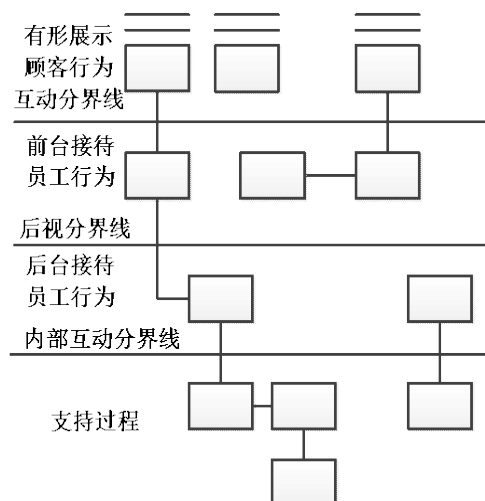 有形展示
顾客行为
互动分界线
前台接待
员工行为
后视分界线
后台接待
员工行为
内部互动分界线
支持过程